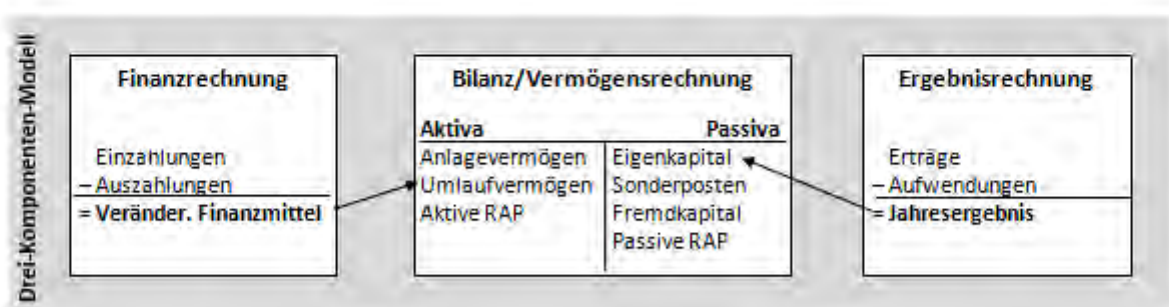 Drei-Komponenten-Modell
Finanzrechnung
Einzahlungen
– Auszahlungen
= Veränder. Finanzmittel
Bilanz/Vermögensrechnung
Aktiva Passiva
Anlagevermögen Eigenkapital
Umlaufvermögen Sonderposten
Aktive RAP Fremdkapital
Passive RAP
Ergebnisrechnung
Erträge
– Aufwendungen
= Jahresergebnis